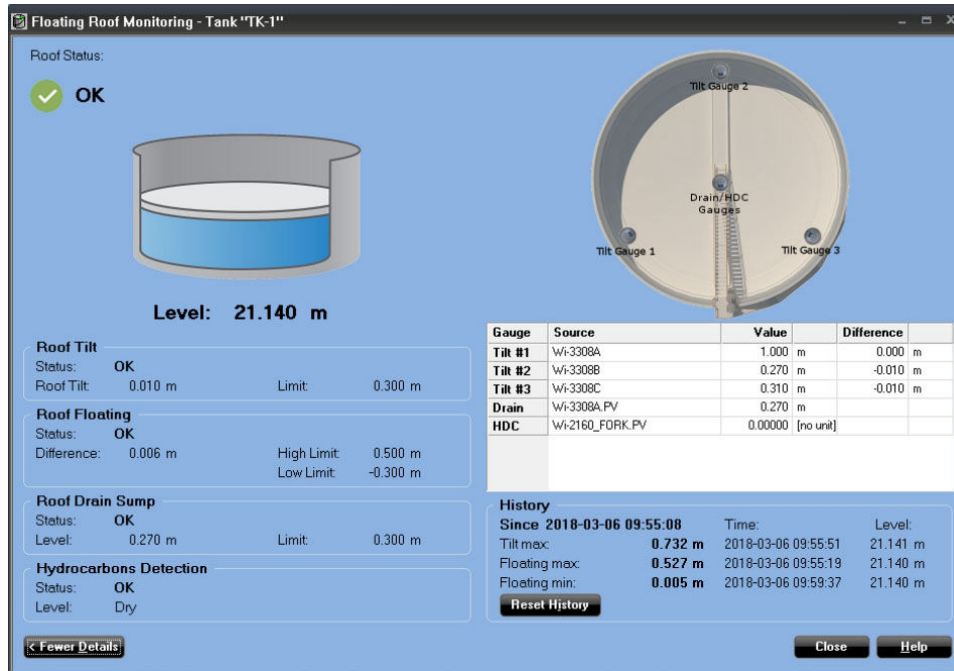 Floating Roof Monitoring - Tank "TK-1"
Roof Status:
OK
Level: 21.140 m
Roof Tilt
Status: OK
Roof Tilt: 0.010 m Limit: 0.300 m
Roof Floating
Status: OK
Difference: 0.006 m High Limit: 0.500 m
Low Limit: -0.300 m
Roof Drain Sump
Status: OK
Level: 0.270 m Limit: 0.300 m
Hydrocarbons Detection
Status: OK
Level: Dry
< Fewer Details
Tilt Gauge 2
Drain/HDC
Gauges
Tilt Gauge 1
Tilt Gauge 3
Gauge Source Value Difference
Tilt #1 Wi-3308A 1.000 m 0.000 m
Tilt #2 Wi-3308B 0.270 m -0.010 m
Tilt #3 Wi-3308C 0.310 m -0.010 m
Drain Wi-3308A.PV 0.270 m
HDC Wi-2160_FORK.PV 0.00000 [no unit]
History
Since 2018-03-06 09:55:08 Time: Level:
Tilt max: 0.732 m 2018-03-06 09:55:51 21.141 m
Floating max: 0.527 m 2018-03-06 09:55:19 21.140 m
Floating min: 0.005 m 2018-03-06 09:59:37 21.140 m
Reset History
Close Help